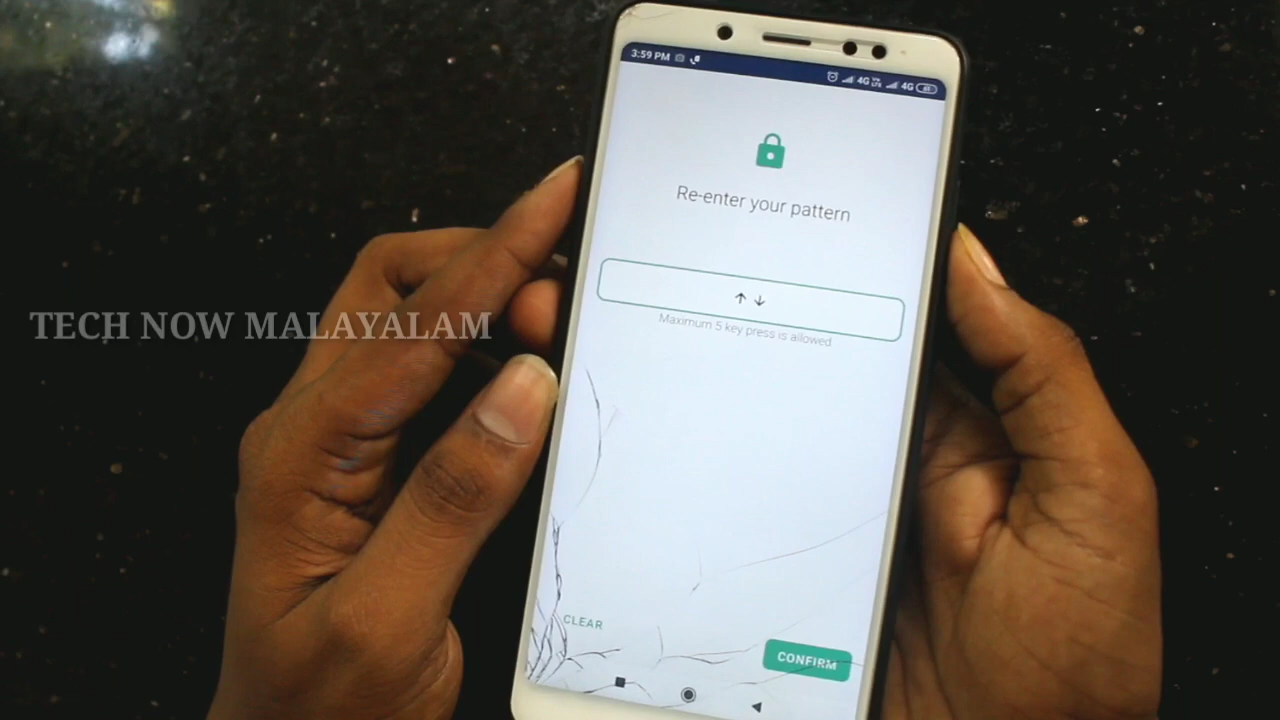 3:59 PM
4G
4G
Re-enter your pattern
↑ ↓
Maximum 5 key press is allowed
TECH NOW MALAYALAM
CLEAR
CONFIRM